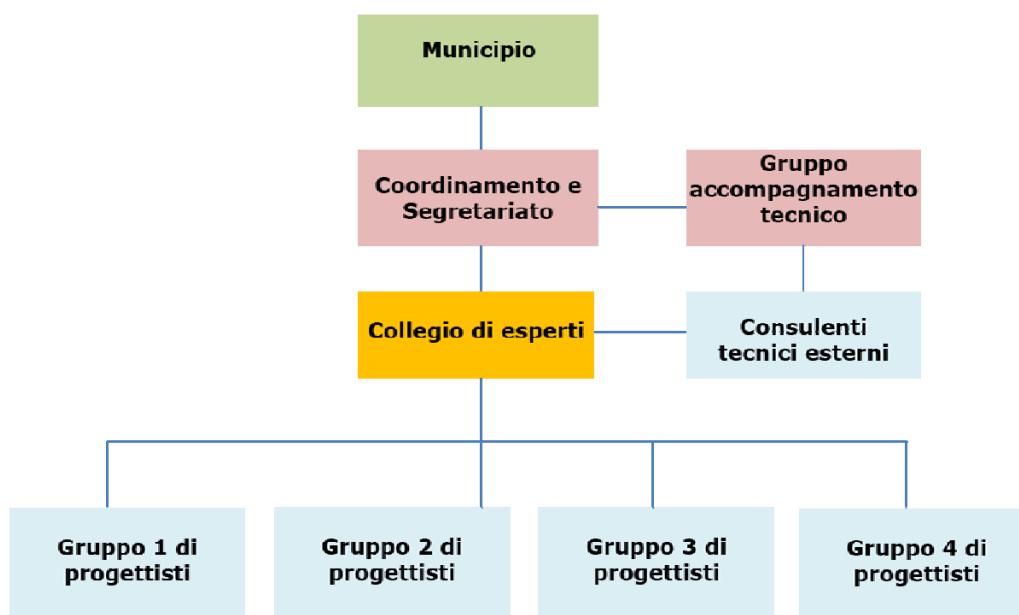 Municipio
Coordinamento e
Segretariato
Gruppo
accompagnamento
tecnico
Collegio di esperti
Consulenti
tecnici esterni
Gruppo 1 di
progettisti
Gruppo 2 di
progettisti
Gruppo 3 di
progettisti
Gruppo 4 di
progettisti